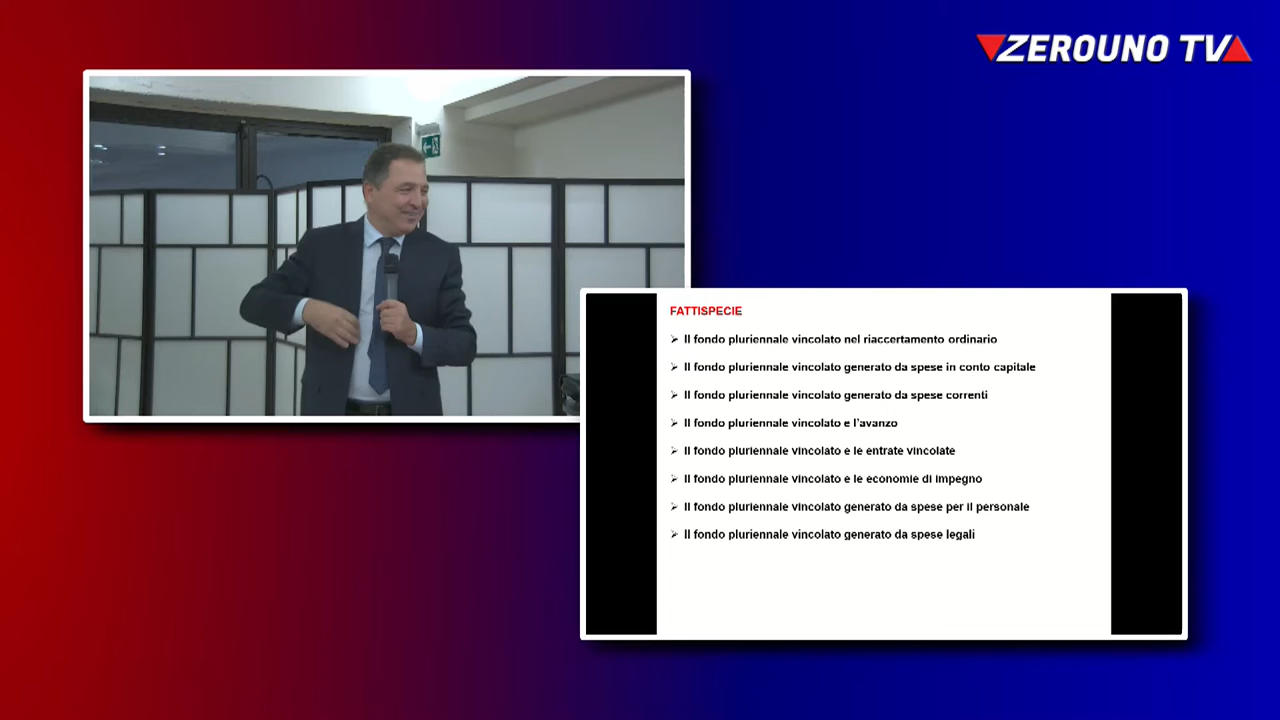 ZEROUNO TV
FATTISPECIE
➢ Il fondo pluriennale vincolato nel riaccertamento ordinario
➢ Il fondo pluriennale vincolato generato da spese in conto capitale
➢ Il fondo pluriennale vincolato generato da spese correnti
➢ Il fondo pluriennale vincolato e l'avanzo
➢ Il fondo pluriennale vincolato e le entrate vincolate
➢ Il fondo pluriennale vincolato e le economie di impegno
➢ Il fondo pluriennale vincolato generato da spese per il personale
➢ Il fondo pluriennale vincolato generato da spese legali